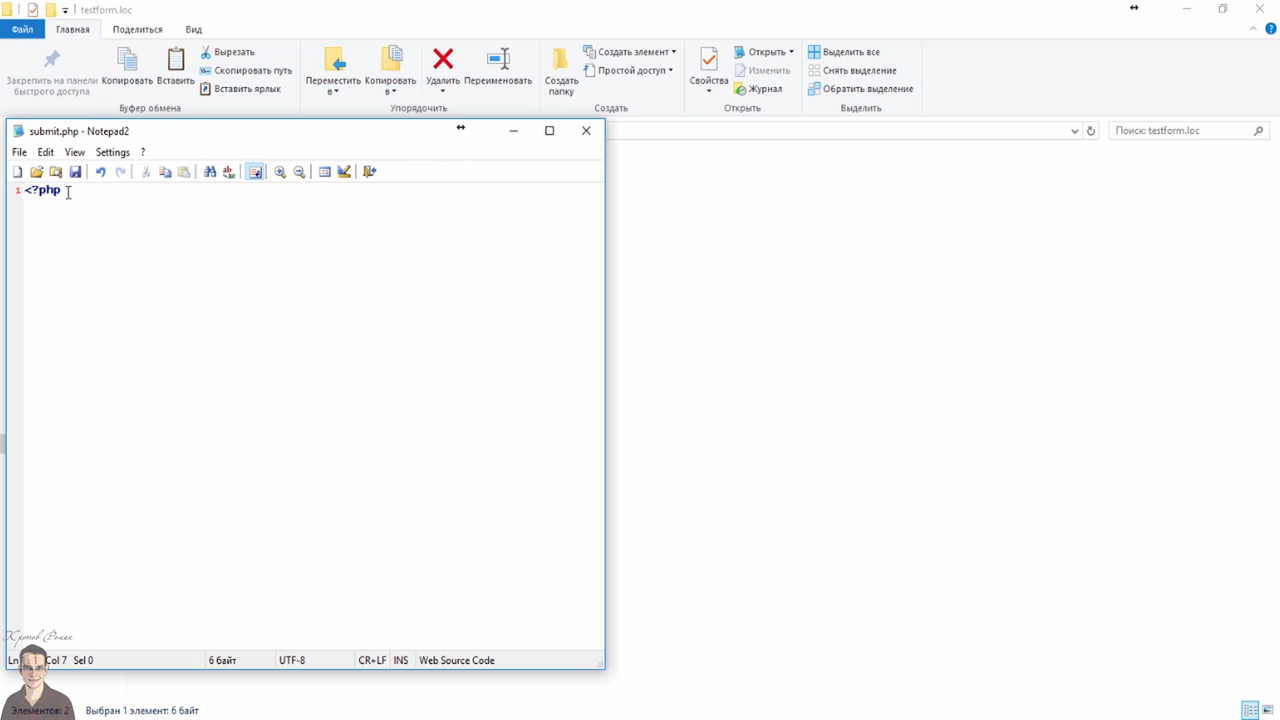 testform.loc
Файл Главная Поделиться Вид
Закрепить на панели быстрого доступа
Копировать
Вставить
Вырезать
Скопировать путь
Вставить ярлык
Буфер обмена
Переместить в
Копировать в
Удалить
Переименовать
Упорядочить
Создать папку
Создать элемент
Простой доступ
Создать
Свойства
Открыть
Изменить
Журнал
Открыть
Выделить все
Снять выделение
Обратить выделение
Выделить
Поиск: testform.loc
submit.php - Notepad2
File Edit View Settings ?
1 <?php
Ln Col 7 Sel 0 6 байт UTF-8 CR+LF INS Web Source Code
Кротов Роман
Элементов: 2 Выбран 1 элемент: 6 байт